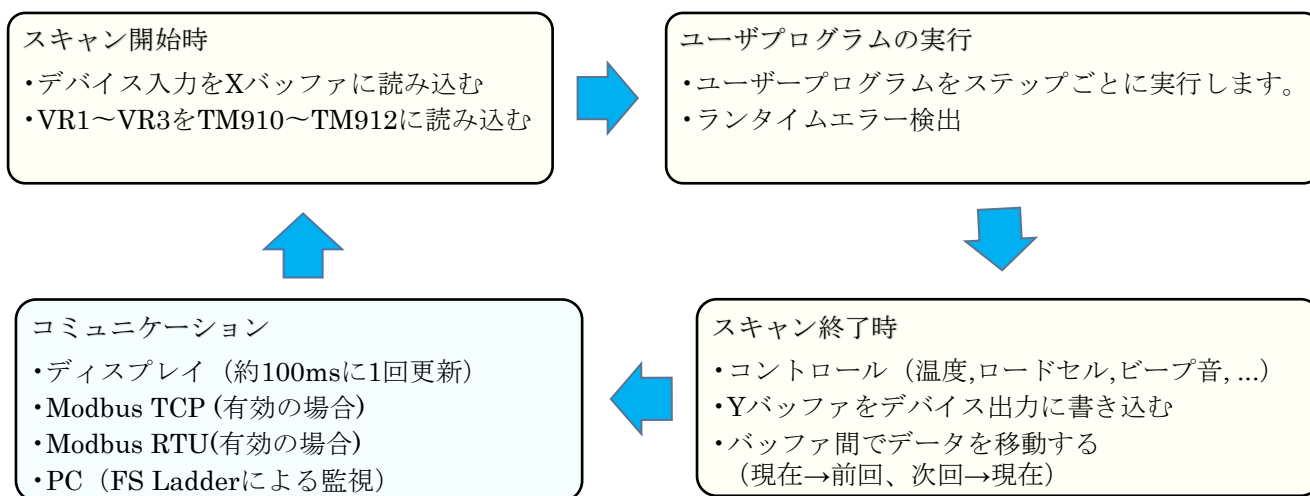 スキャン開始時
・デバイス入力をXバッファに読み込む
・VR1～VR3をTM910～TM912に読み込む
ユーザプログラムの実行
・ユーザープログラムをステップごとに実行します。
・ランタイムエラー検出
コミュニケーション
・ディスプレイ（約100msに1回更新）
・Modbus TCP (有効の場合)
・Modbus RTU(有効の場合)
・PC（FS Ladderによる監視）
スキャン終了時
・コントロール（温度,ロードセル,ビープ音, ...）
・Yバッファをデバイス出力に書き込む
・バッファ間でデータを移動する
（現在→前回、次回→現在）